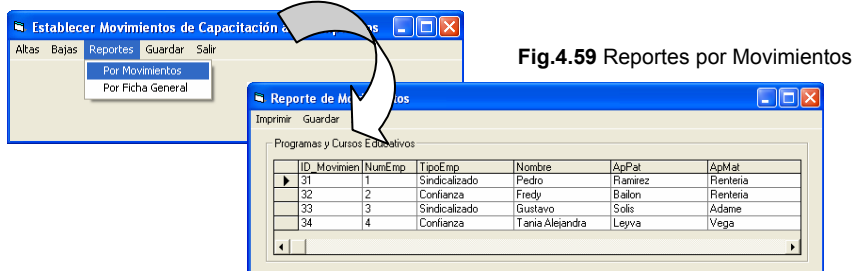 Establecer Movimientos de Capacitación a
Altas Bajas Reportes Guardar Salir
Por Movimientos
Por Ficha General
Fig.4.59 Reportes por Movimientos
Reporte de
Imprimir Guardar
Programas y Cursos Educativos
ID_Movimien NumEmp TipoEmp Nombre ApPat ApMat
31 1 Sindicalizado Pedro Ramirez Renteria
32 2 Confianza Fredy Bailon Renteria
33 3 Sindicalizado Gustavo Solis Adame
34 4 Confianza Tania Alejandra Leyva Vega